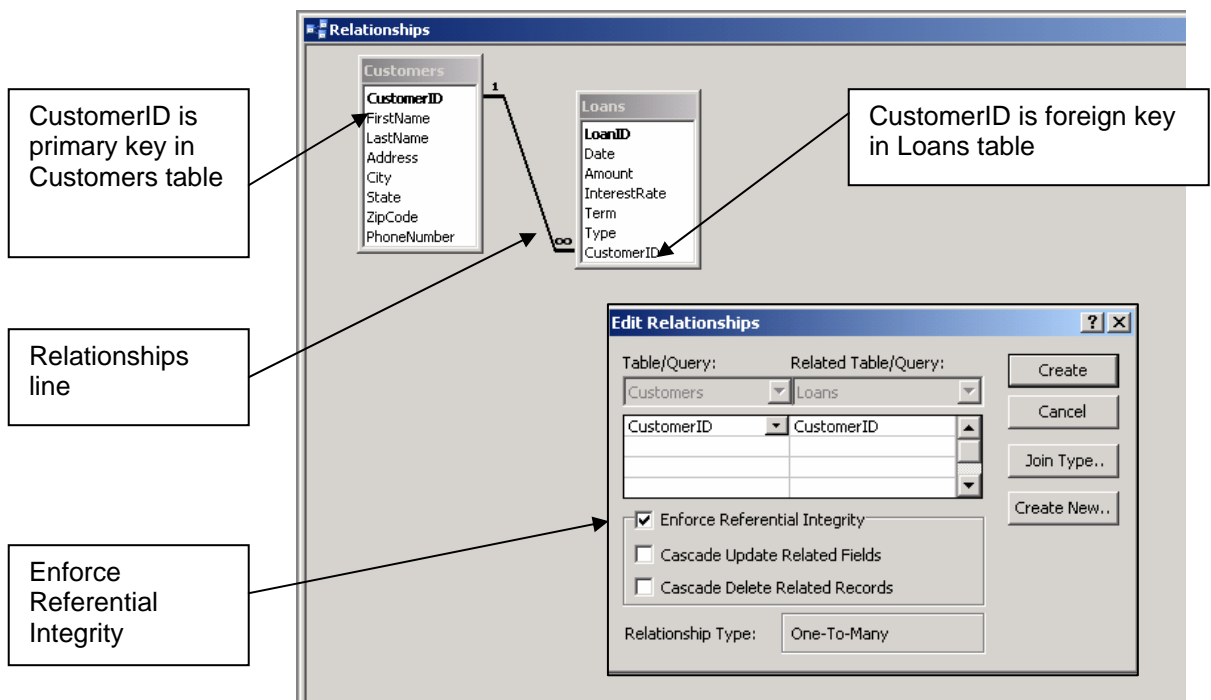 Relationships
CustomerID is
primary key in
Customers table
Customers
CustomerID
FirstName
LastName
Address
City
State
ZipCode
PhoneNumber
1
∞
Loans
LoanID
Date
Amount
InterestRate
Term
Type
CustomerID
CustomerID is foreign key
in Loans table
Relationships
line
Edit Relationships
Table/Query: Related Table/Query:
Customers Loans
CustomerID CustomerID
Create
Cancel
Join Type..
Create New..
Enforce Referential Integrity
Cascade Update Related Fields
Cascade Delete Related Records
Relationship Type: One-To-Many
Enforce
Referential
Integrity